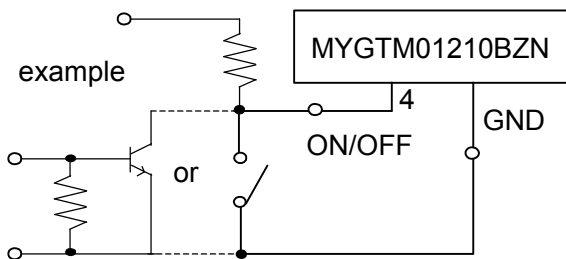 MYGTM01210BZN
example
4
GND
ON/OFF
or